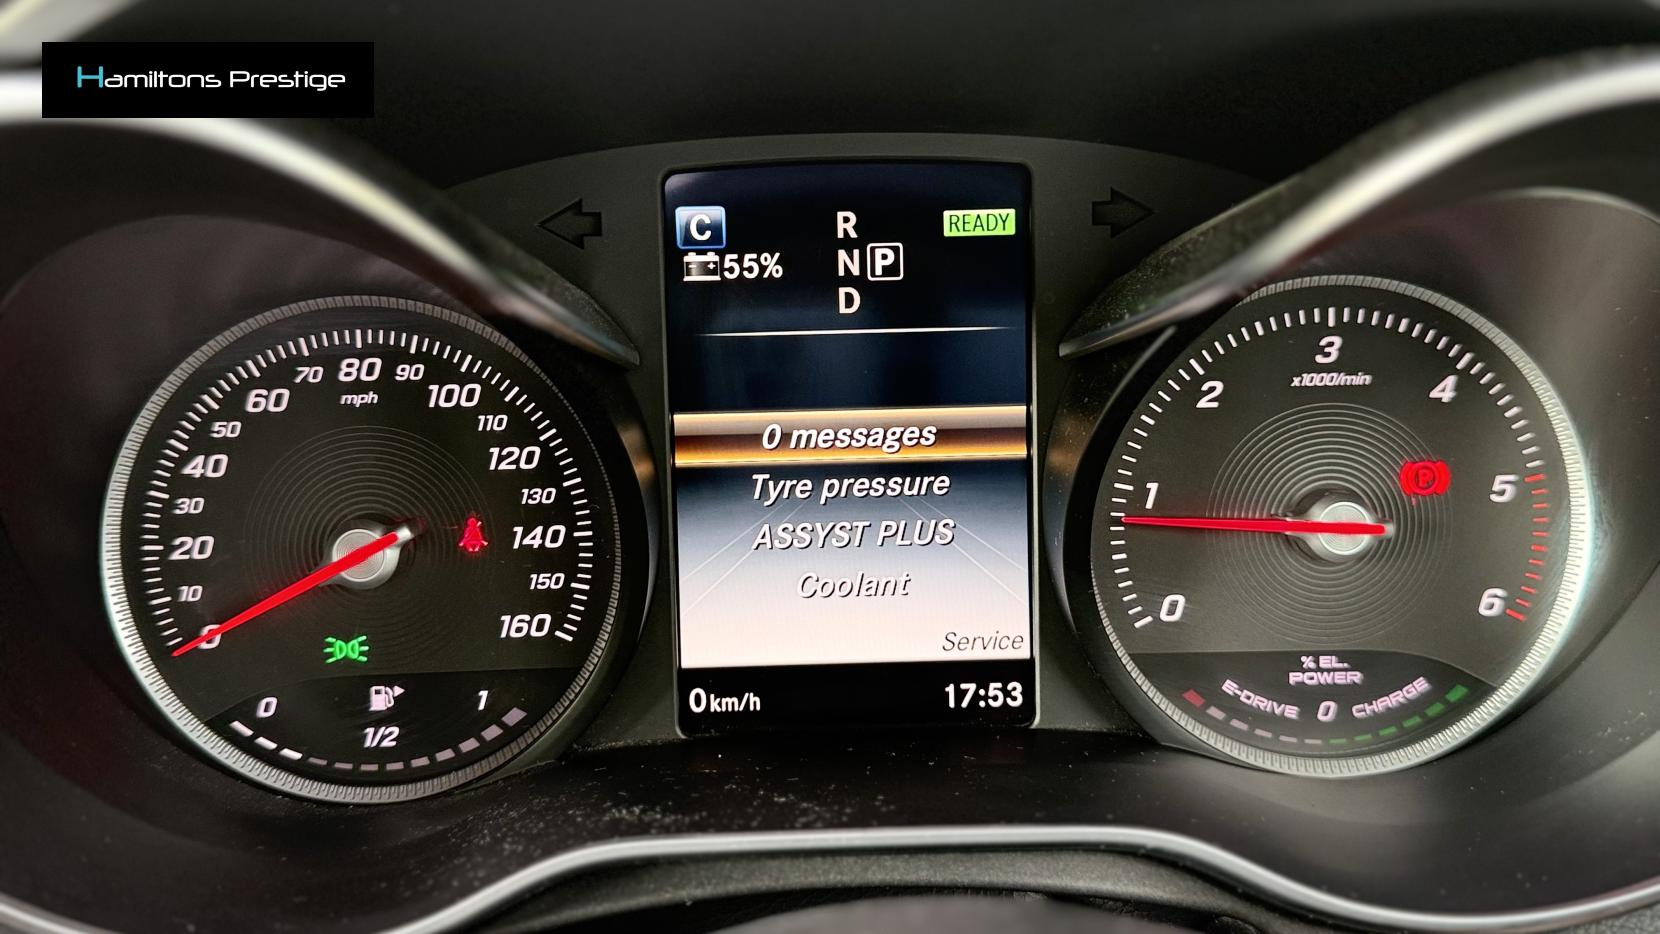 Hamiltons Prestige
C
R
READY
55%
N P
D
0 messages
Tyre pressure
ASSYST PLUS
Coolant
Service
0 km/h
17:53
0
10
20
30
40
50
60
70
80
90
100
110
120
130
140
150
160
mph
0
1/2
1
0
1
2
3
4
5
6
x1000/min
P
% EL.
POWER
E-DRIVE 0 CHARGE